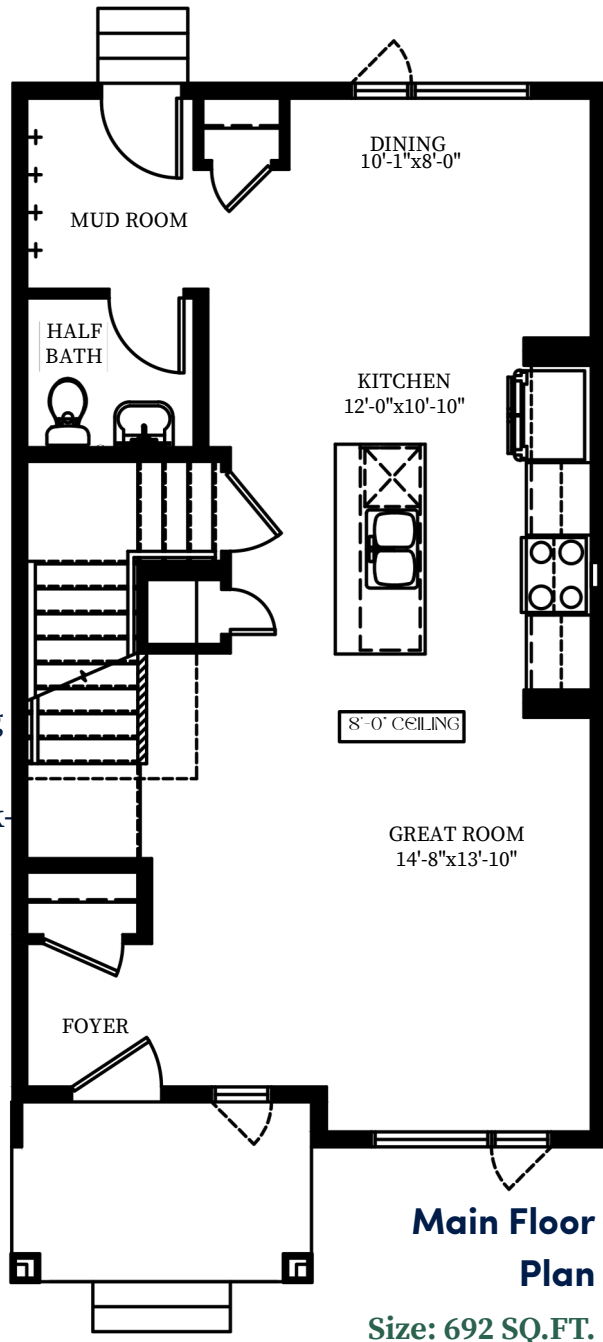 DINING
10'-1"x8'-0"
MUD ROOM
HALF
BATH
KITCHEN
12'-0"x10'-10"
8'-0" CEILING
GREAT ROOM
14'-8"x13'-10"
FOYER
Main Floor
Plan
Size: 692 SQ.FT.